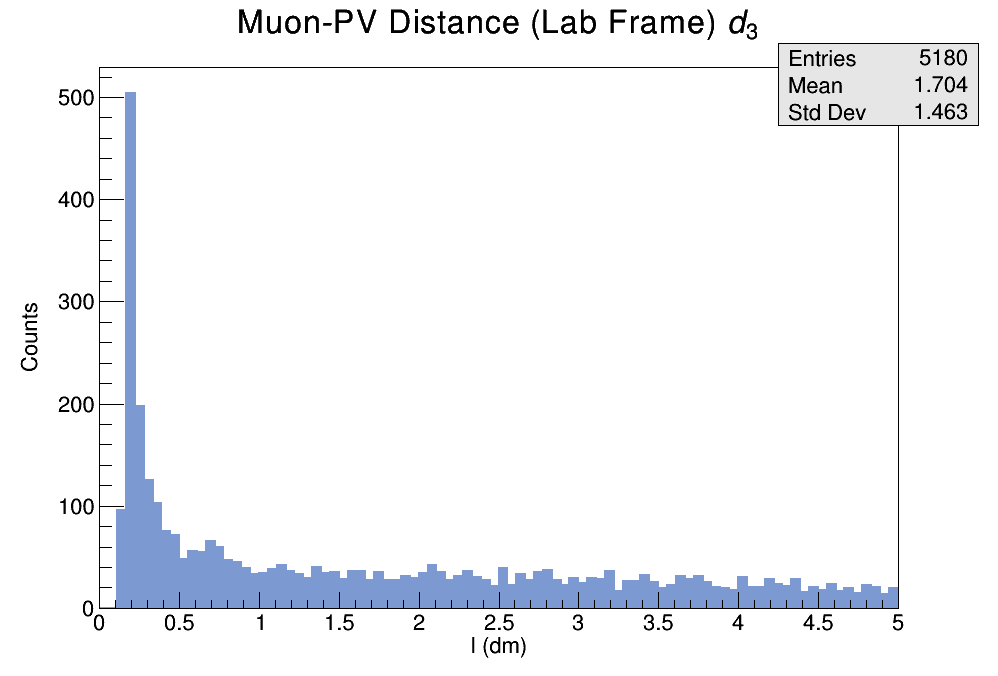 Muon-PV Distance (Lab Frame) d₃
Entries 5180
Mean 1.704
Std Dev 1.463
Counts
500
400
300
200
100
0
0 0.5 1 1.5 2 2.5 3 3.5 4 4.5 5
l (dm)